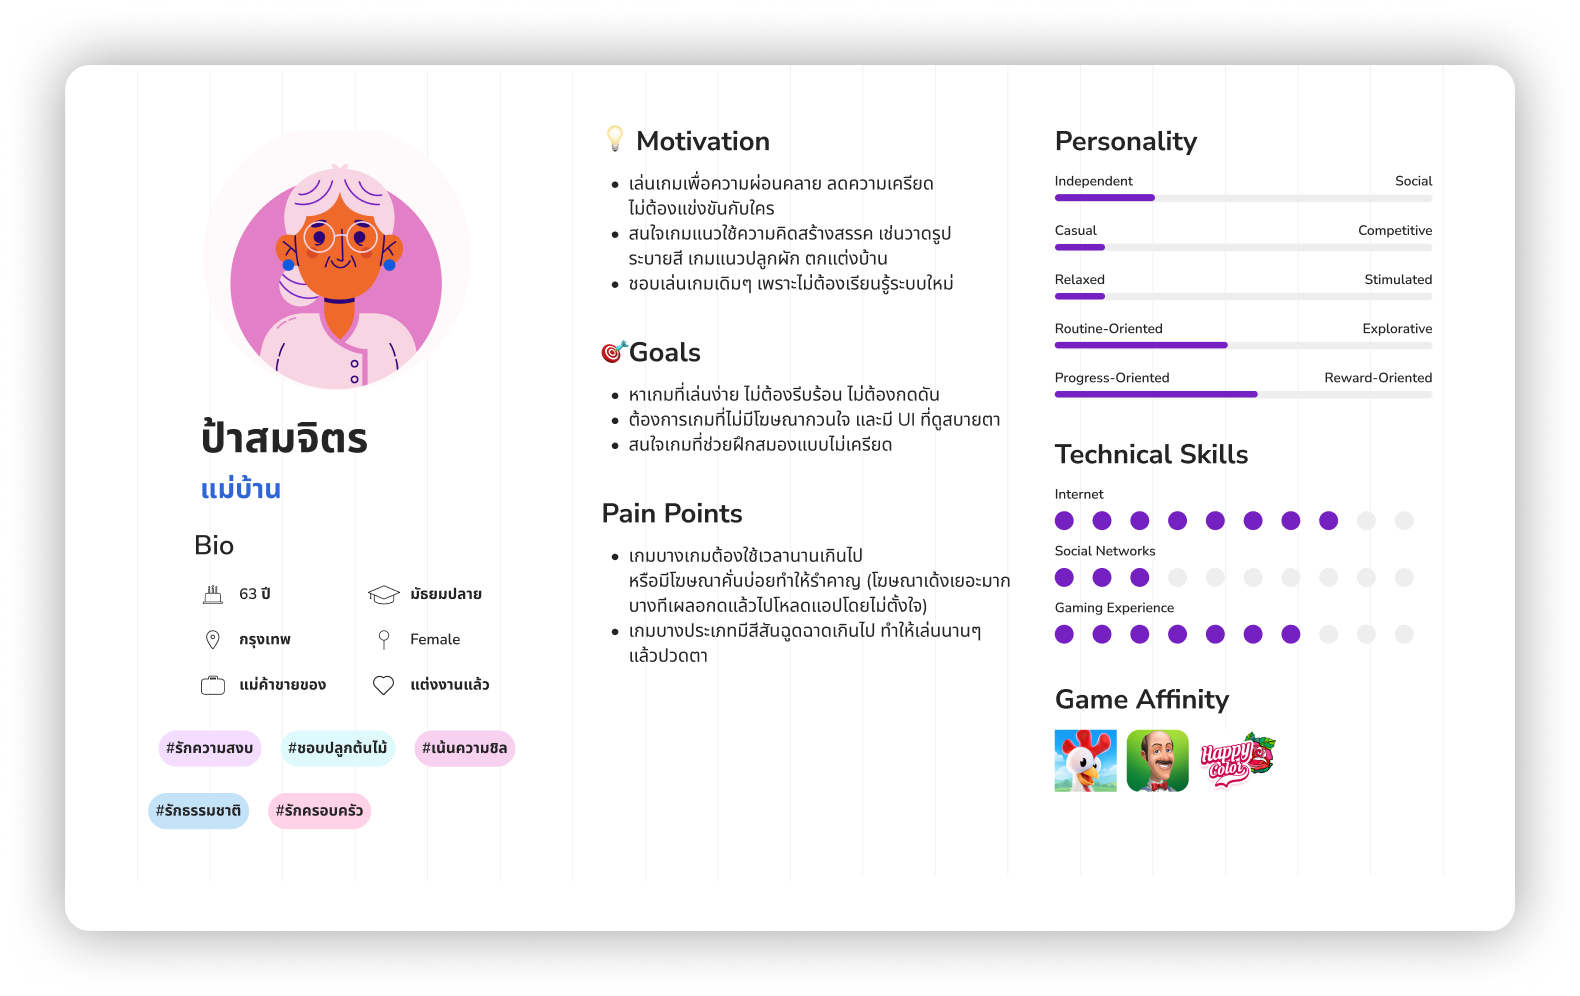 ป้าสมจิตร
แม่บ้าน
Bio
63 ปี
มัธยมปลาย
กรุงเทพ
Female
แม่ค้าขายของ
แต่งงานแล้ว
#รักความสงบ
#ชอบปลูกต้นไม้
#เน้นความชิล
#รักธรรมชาติ
#รักครอบครัว
Motivation
เล่นเกมเพื่อความผ่อนคลาย ลดความเครียด
ไม่ต้องแข่งขันกับใคร
สนใจเกมแนวใช้ความคิดสร้างสรรค เช่นวาดรูป
ระบายสี เกมแนวปลูกผัก ตกแต่งบ้าน
ชอบเล่นเกมเดิมๆ เพราะไม่ต้องเรียนรู้ระบบใหม่
Goals
หาเกมที่เล่นง่าย ไม่ต้องรีบร้อน ไม่ต้องกดดัน
ต้องการเกมที่ไม่มีโฆษณากวนใจ และมี UI ที่ดูสบายตา
สนใจเกมที่ช่วยฝึกสมองแบบไม่เครียด
Pain Points
เกมบางเกมต้องใช้เวลานานเกินไป
หรือมีโฆษณาคั่นบ่อยทำให้รำคาญ (โฆษณาเด้งเยอะมาก
บางทีเผลอกดแล้วไปโหลดแอปโดยไม่ตั้งใจ)
เกมบางประเภทมีสีสันฉูดฉาดเกินไป ทำให้เล่นนานๆ
แล้วปวดตา
Personality
Independent
Social
Casual
Competitive
Relaxed
Stimulated
Routine-Oriented
Explorative
Progress-Oriented
Reward-Oriented
Technical Skills
Internet
Social Networks
Gaming Experience
Game Affinity
Happy
Color